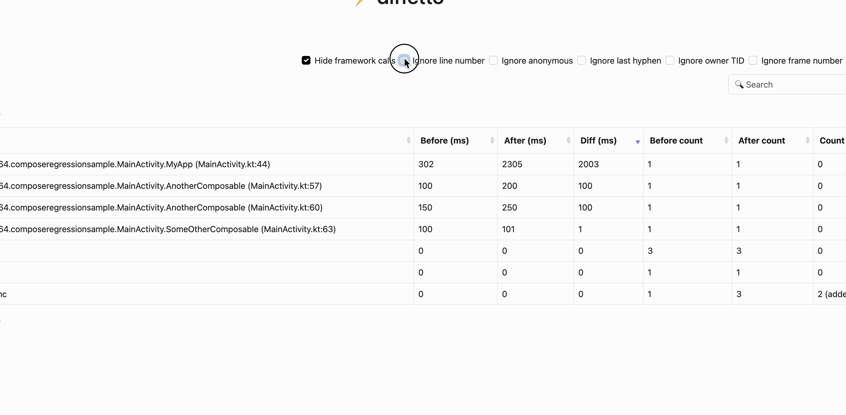 Hide framework calls Ignore line number Ignore anonymous Ignore last hyphen Ignore owner TID Ignore frame number
Search
Before (ms) After (ms) Diff (ms) Before count After count Count
64.composeregressionsample.MainActivity.MyApp (MainActivity.kt:44) 302 2305 2003 1 1 0
64.composeregressionsample.MainActivity.AnotherComposable (MainActivity.kt:57) 100 200 100 1 1 0
64.composeregressionsample.MainActivity.AnotherComposable (MainActivity.kt:60) 150 250 100 1 1 0
64.composeregressionsample.MainActivity.SomeOtherComposable (MainActivity.kt:63) 100 101 1 1 1 0
0 0 0 3 3 0
0 0 0 1 1 0
nc 0 0 0 1 3 2 (adde